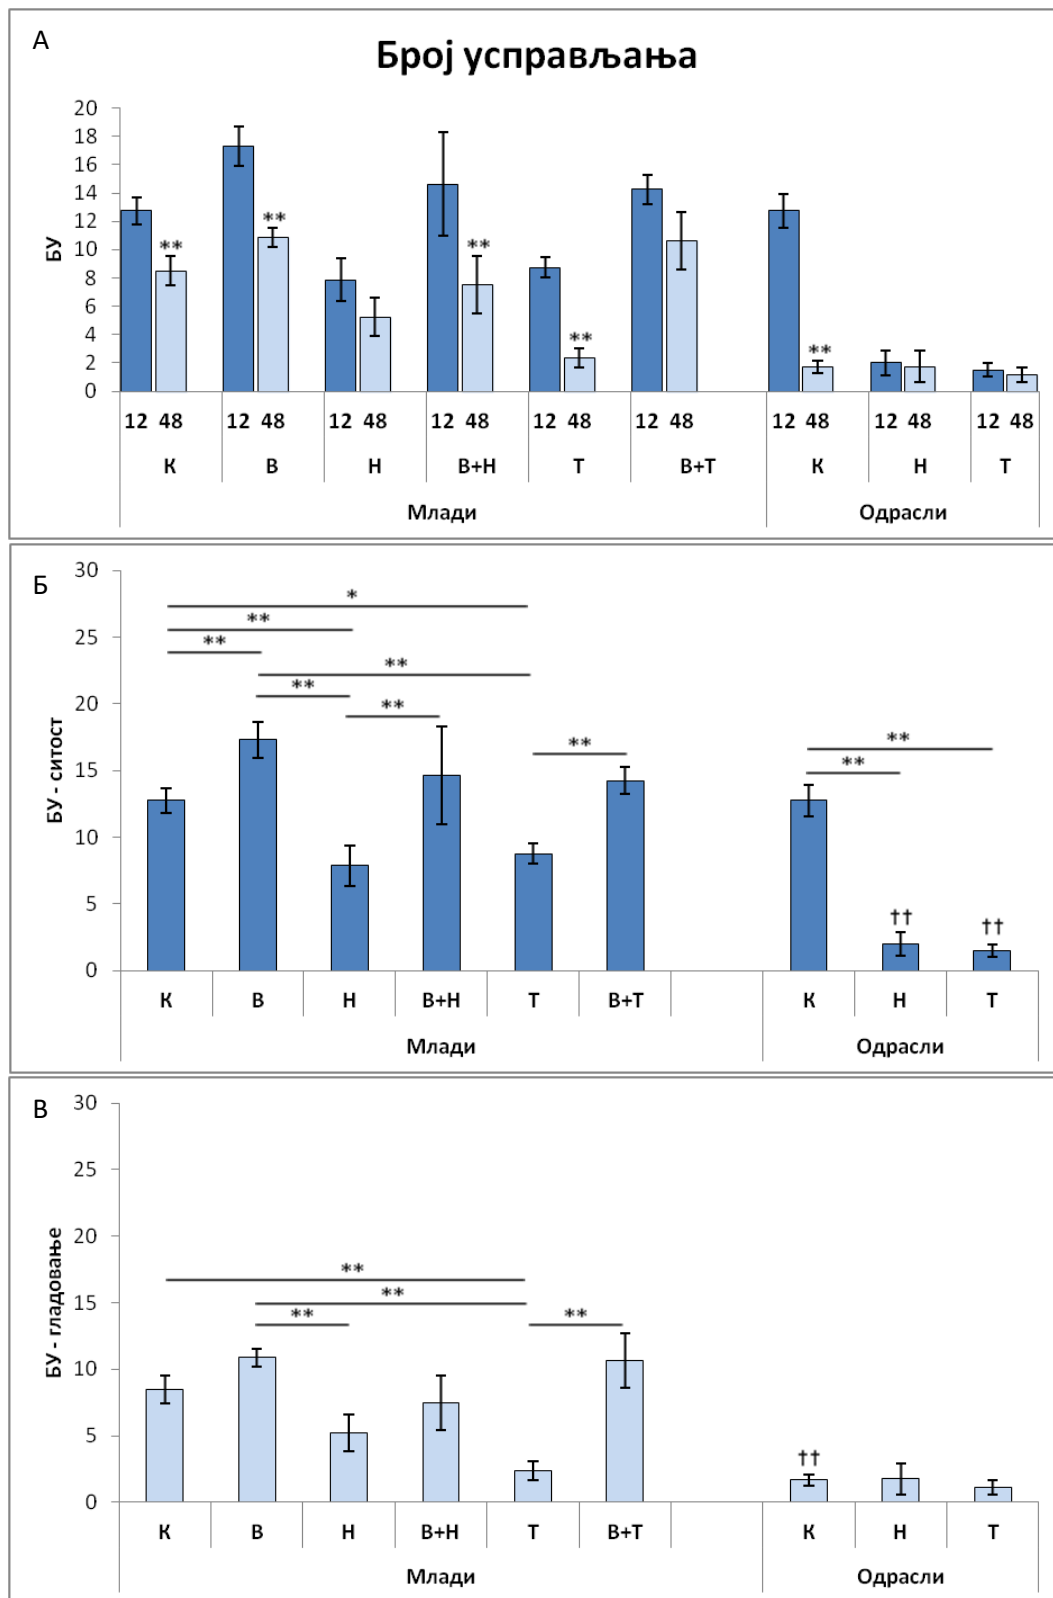 А
Број усправљања
БУ
20
18
16
14
12
10
8
6
4
2
0
** ** ** ** **
12 48 12 48 12 48 12 48 12 48 12 48 12 48 12 48 12 48
К В Н В+Н Т В+Т К Н Т
Млади Одрасли
Б
БУ - ситост
30
25
20
15
10
5
0
*
**
**
**
**
**
**
**
**
†† ††
К В Н В+Н Т В+Т К Н Т
Млади Одрасли
В
БУ - гладовање
30
25
20
15
10
5
0
**
**
** **
††
К В Н В+Н Т В+Т К Н Т
Млади Одрасли